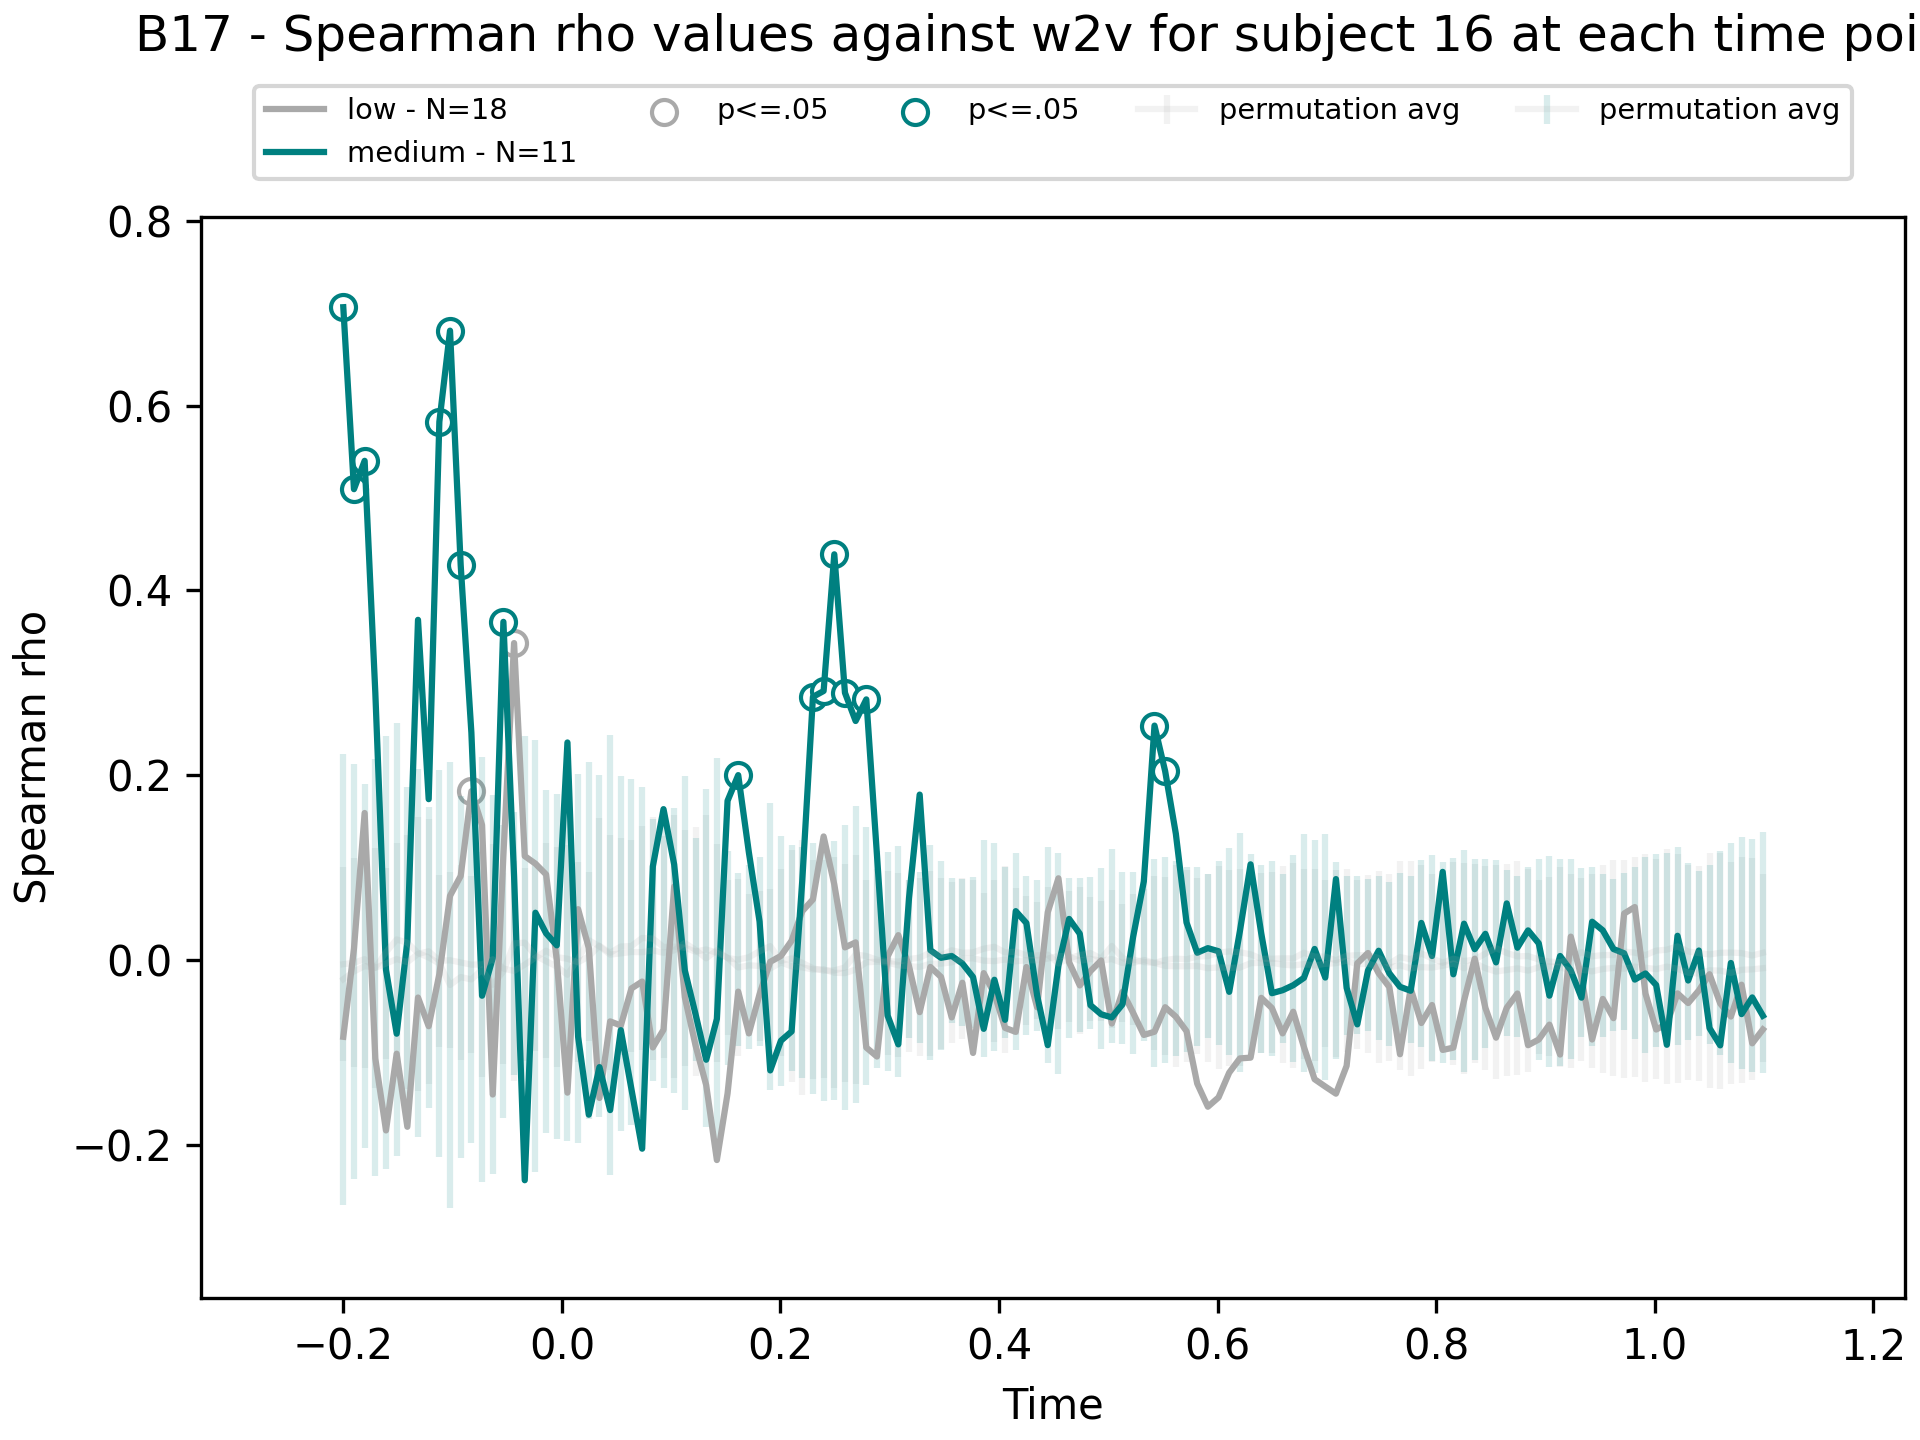 B17 - Spearman rho values against w2v for subject 16 at each time poi
low - N=18
medium - N=11
p<=.05
p<=.05
permutation avg
permutation avg
Spearman rho
0.8
0.6
0.4
0.2
0.0
−0.2
−0.2 0.0 0.2 0.4 0.6 0.8 1.0 1.2
Time